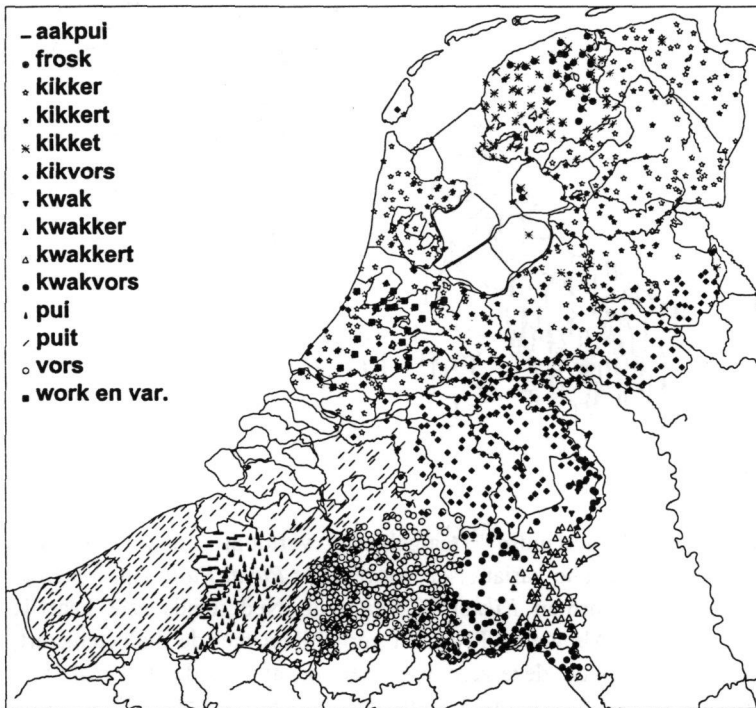 aakpui
frosk
kikker
kikkert
kikket
kikvors
kwak
kwakker
kwakkert
kwakvors
pui
puit
vors
work en var.